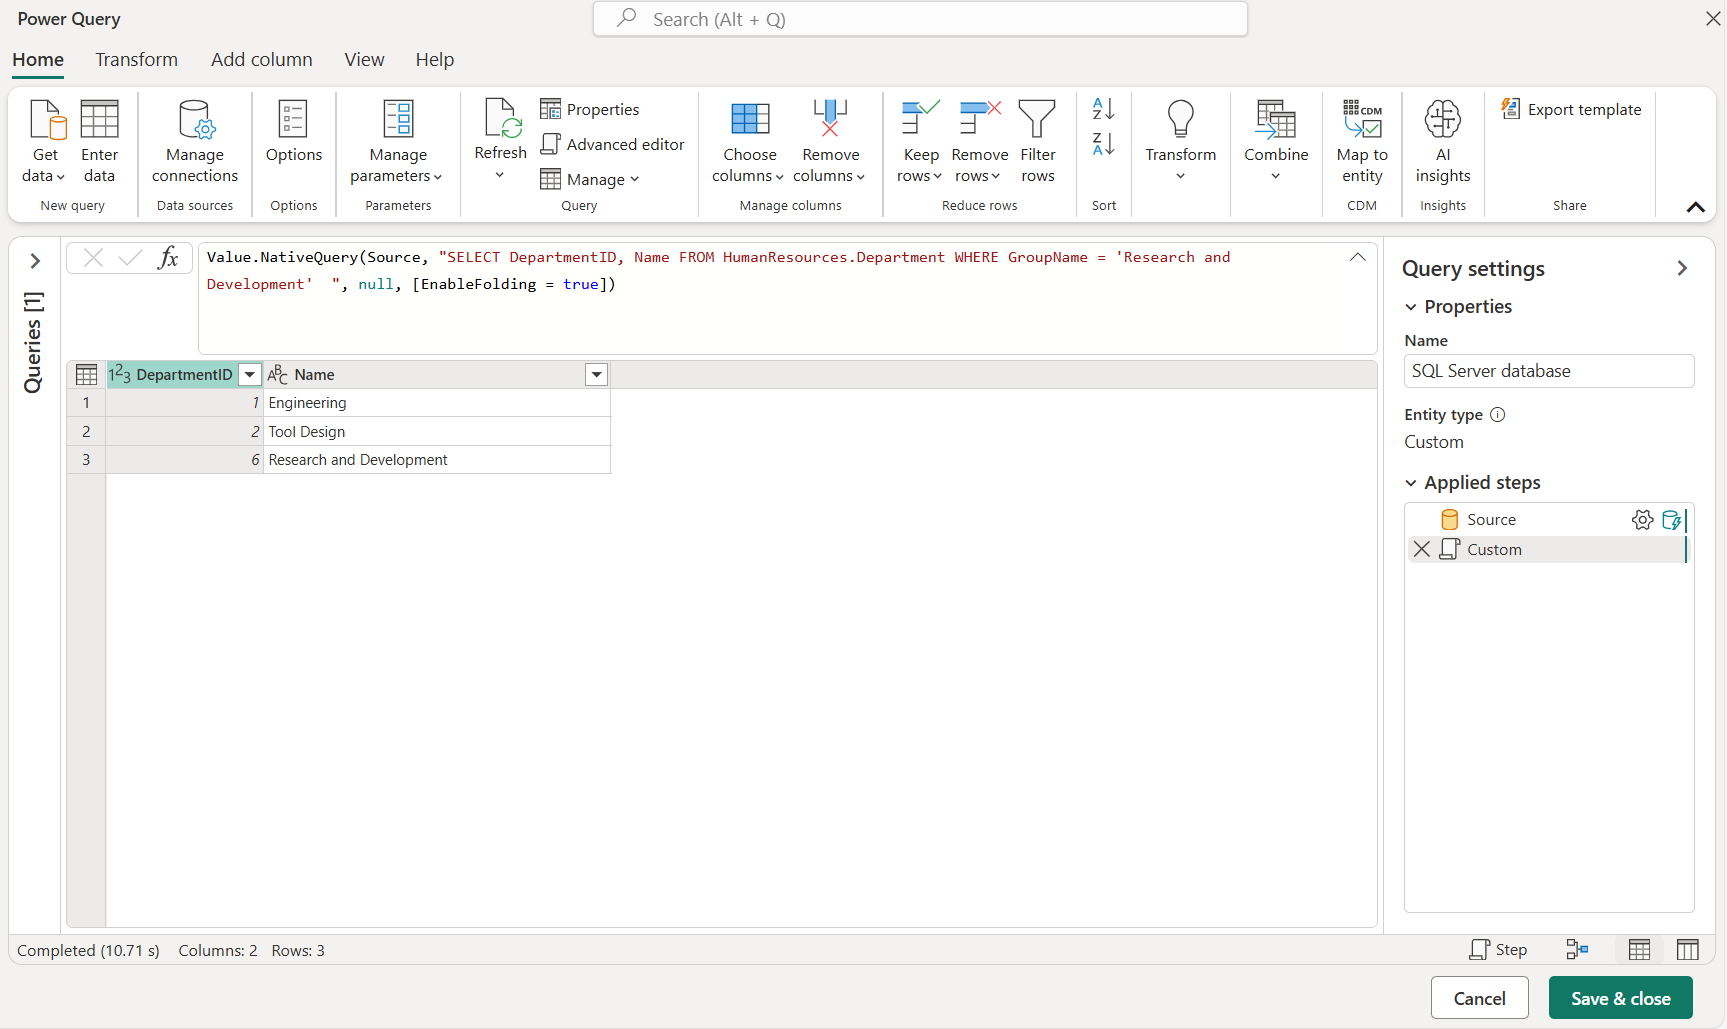 Power Query
Search (Alt + Q)
Home Transform Add column View Help
Get data
Enter data
New query
Manage connections
Data sources
Options
Options
Manage parameters
Parameters
Refresh
Properties
Advanced editor
Manage
Query
Choose columns
Remove columns
Manage columns
Keep rows
Remove rows
Filter rows
Reduce rows
A
Z
Z
A
Sort
Transform
Combine
CDM
Map to entity
CDM
AI insights
Insights
Export template
Share
Queries [1]
fx
Value.NativeQuery(Source, "SELECT DepartmentID, Name FROM HumanResources.Department WHERE GroupName = 'Research and
Development'  ", null, [EnableFolding = true])
123 DepartmentID ABC Name
1 1 Engineering
2 2 Tool Design
3 6 Research and Development
Query settings
Properties
Name
SQL Server database
Entity type
Custom
Applied steps
Source
Custom
Completed (10.71 s) Columns: 2 Rows: 3
Step
Cancel Save & close